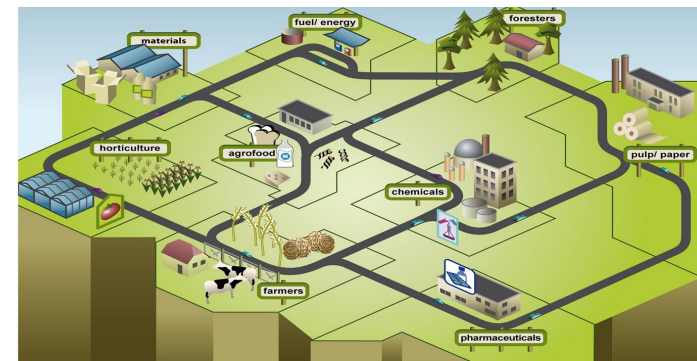 fuel/ energy
foresters
materials
horticulture
agrofood
M
pulp/ paper
chemicals
farmers
pharmaceuticals